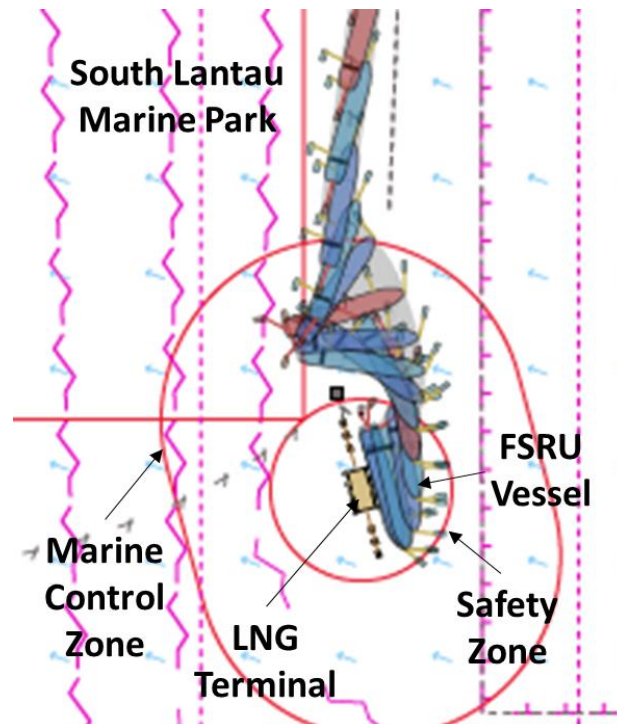 South Lantau
Marine Park
FSRU
Vessel
Marine
Control
Zone
LNG
Terminal
Safety
Zone